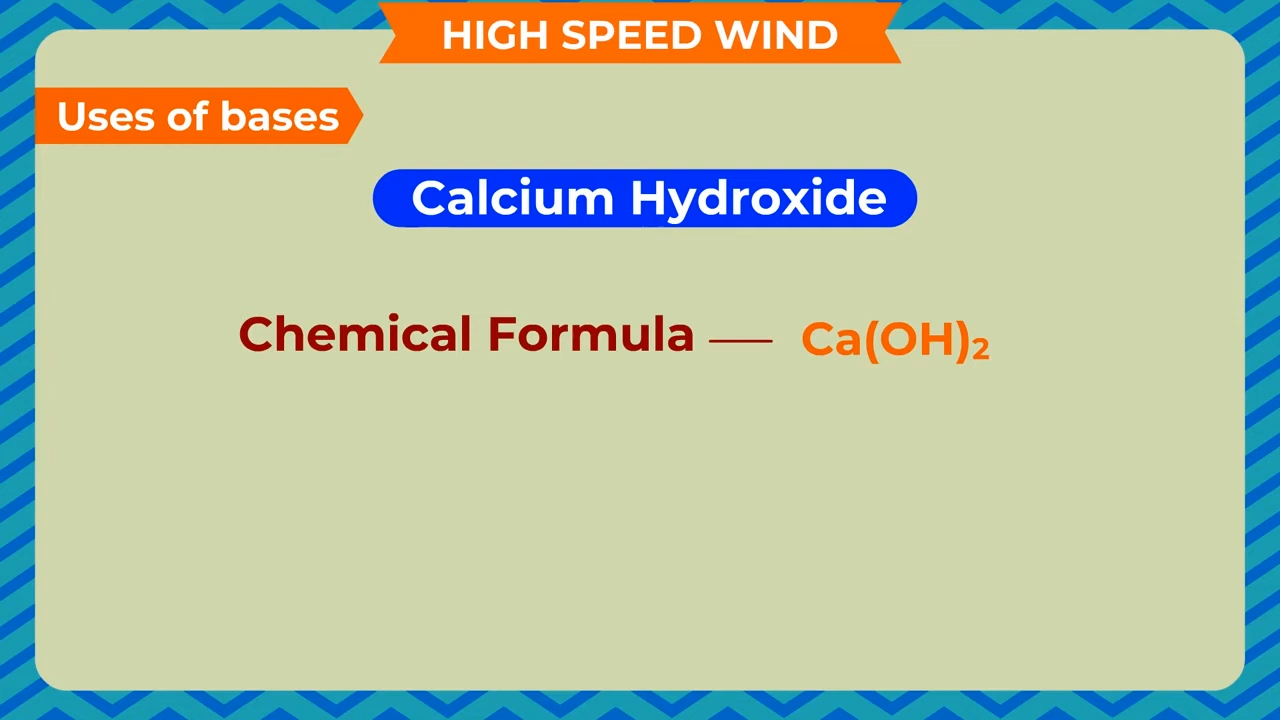 HIGH SPEED WIND
Uses of bases
Calcium Hydroxide
Chemical Formula — Ca(OH)₂